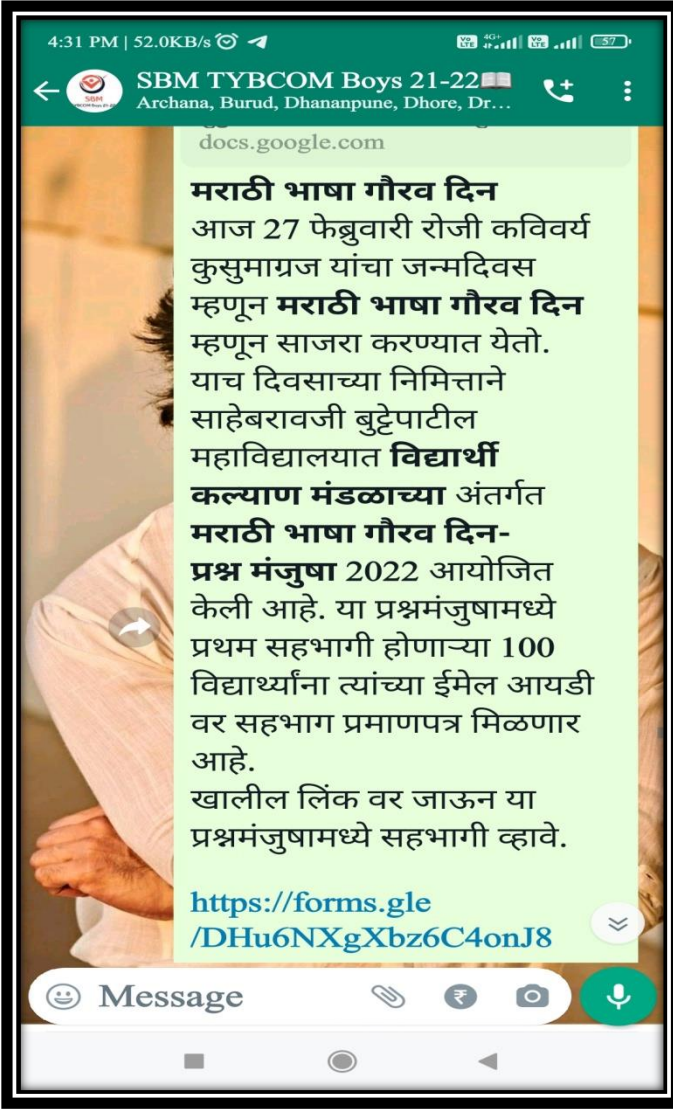 4:31 PM | 52.0KB/s
4G+
57
SBM TYBCOM Boys 21-22
Archana, Burud, Dhananpune, Dhore, Dr...
SBM
docs.google.com
मराठी भाषा गौरव दिन
आज 27 फेब्रुवारी रोजी कविवर्य
कुसुमाग्रज यांचा जन्मदिवस
म्हणून मराठी भाषा गौरव दिन
म्हणून साजरा करण्यात येतो.
याच दिवसाच्या निमित्ताने
साहेबरावजी बुट्टेपाटील
महाविद्यालयात विद्यार्थी
कल्याण मंडळाच्या अंतर्गत
मराठी भाषा गौरव दिन-
प्रश्न मंजुषा 2022 आयोजित
केली आहे. या प्रश्नमंजुषामध्ये
प्रथम सहभागी होणाऱ्या 100
विद्यार्थ्यांना त्यांच्या ईमेल आयडी
वर सहभाग प्रमाणपत्र मिळणार
आहे.
खालील लिंक वर जाऊन या
प्रश्नमंजुषामध्ये सहभागी व्हावे.
https://forms.gle
/DHu6NXgXbz6C4onJ8
Message